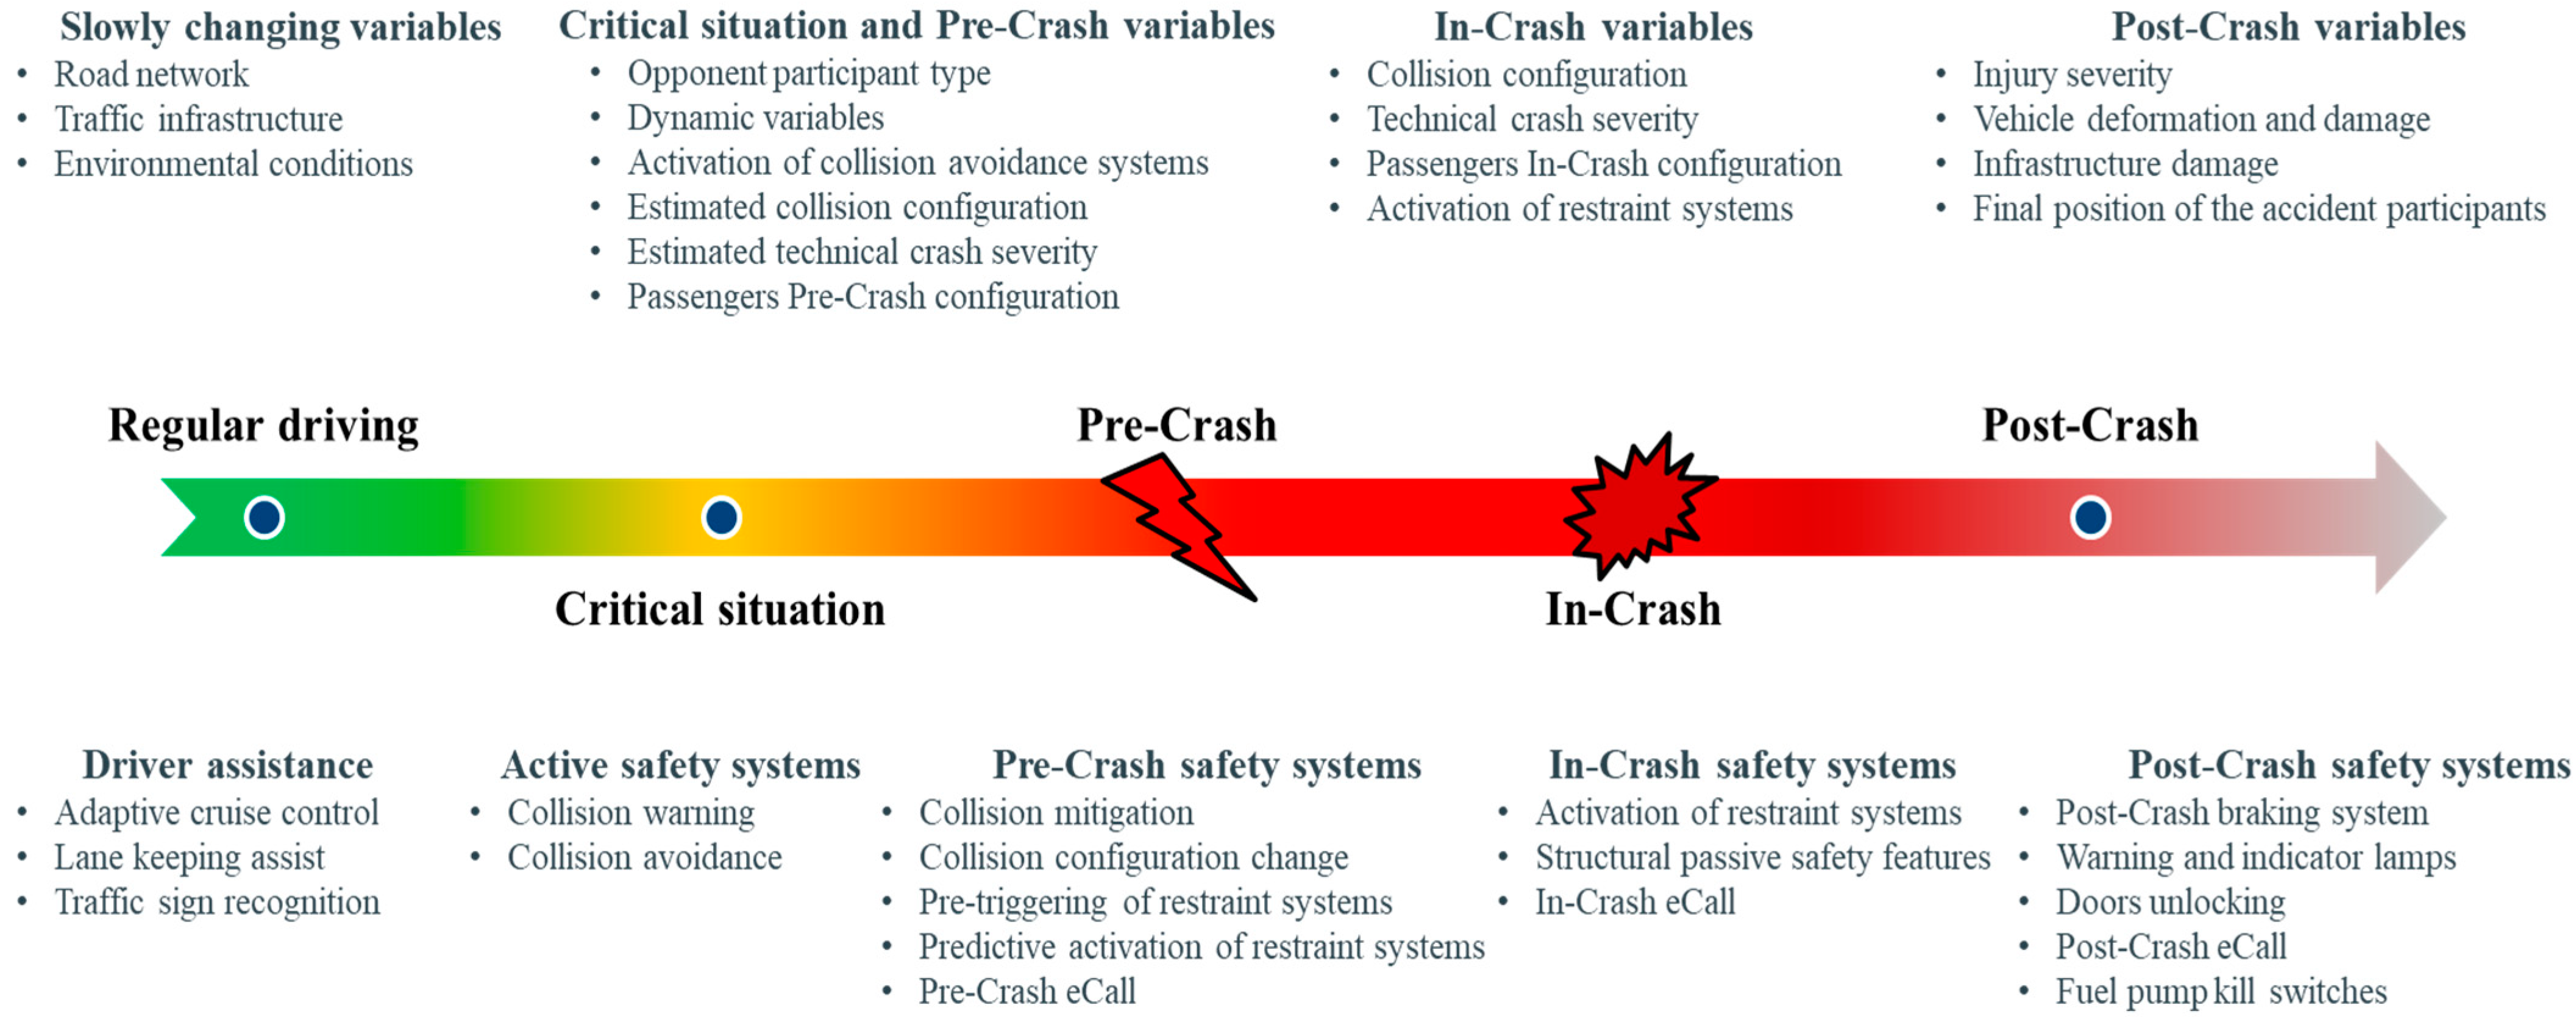 Slowly changing variables
• Road network
• Traffic infrastructure
• Environmental conditions
Critical situation and Pre-Crash variables
• Opponent participant type
• Dynamic variables
• Activation of collision avoidance systems
• Estimated collision configuration
• Estimated technical crash severity
• Passengers Pre-Crash configuration
In-Crash variables
• Collision configuration
• Technical crash severity
• Passengers In-Crash configuration
• Activation of restraint systems
Post-Crash variables
• Injury severity
• Vehicle deformation and damage
• Infrastructure damage
• Final position of the accident participants
Regular driving
Critical situation
Pre-Crash
In-Crash
Post-Crash
Driver assistance
• Adaptive cruise control
• Lane keeping assist
• Traffic sign recognition
Active safety systems
• Collision warning
• Collision avoidance
Pre-Crash safety systems
• Collision mitigation
• Collision configuration change
• Pre-triggering of restraint systems
• Predictive activation of restraint systems
• Pre-Crash eCall
In-Crash safety systems
• Activation of restraint systems
• Structural passive safety features
• In-Crash eCall
Post-Crash safety systems
• Post-Crash braking system
• Warning and indicator lamps
• Doors unlocking
• Post-Crash eCall
• Fuel pump kill switches